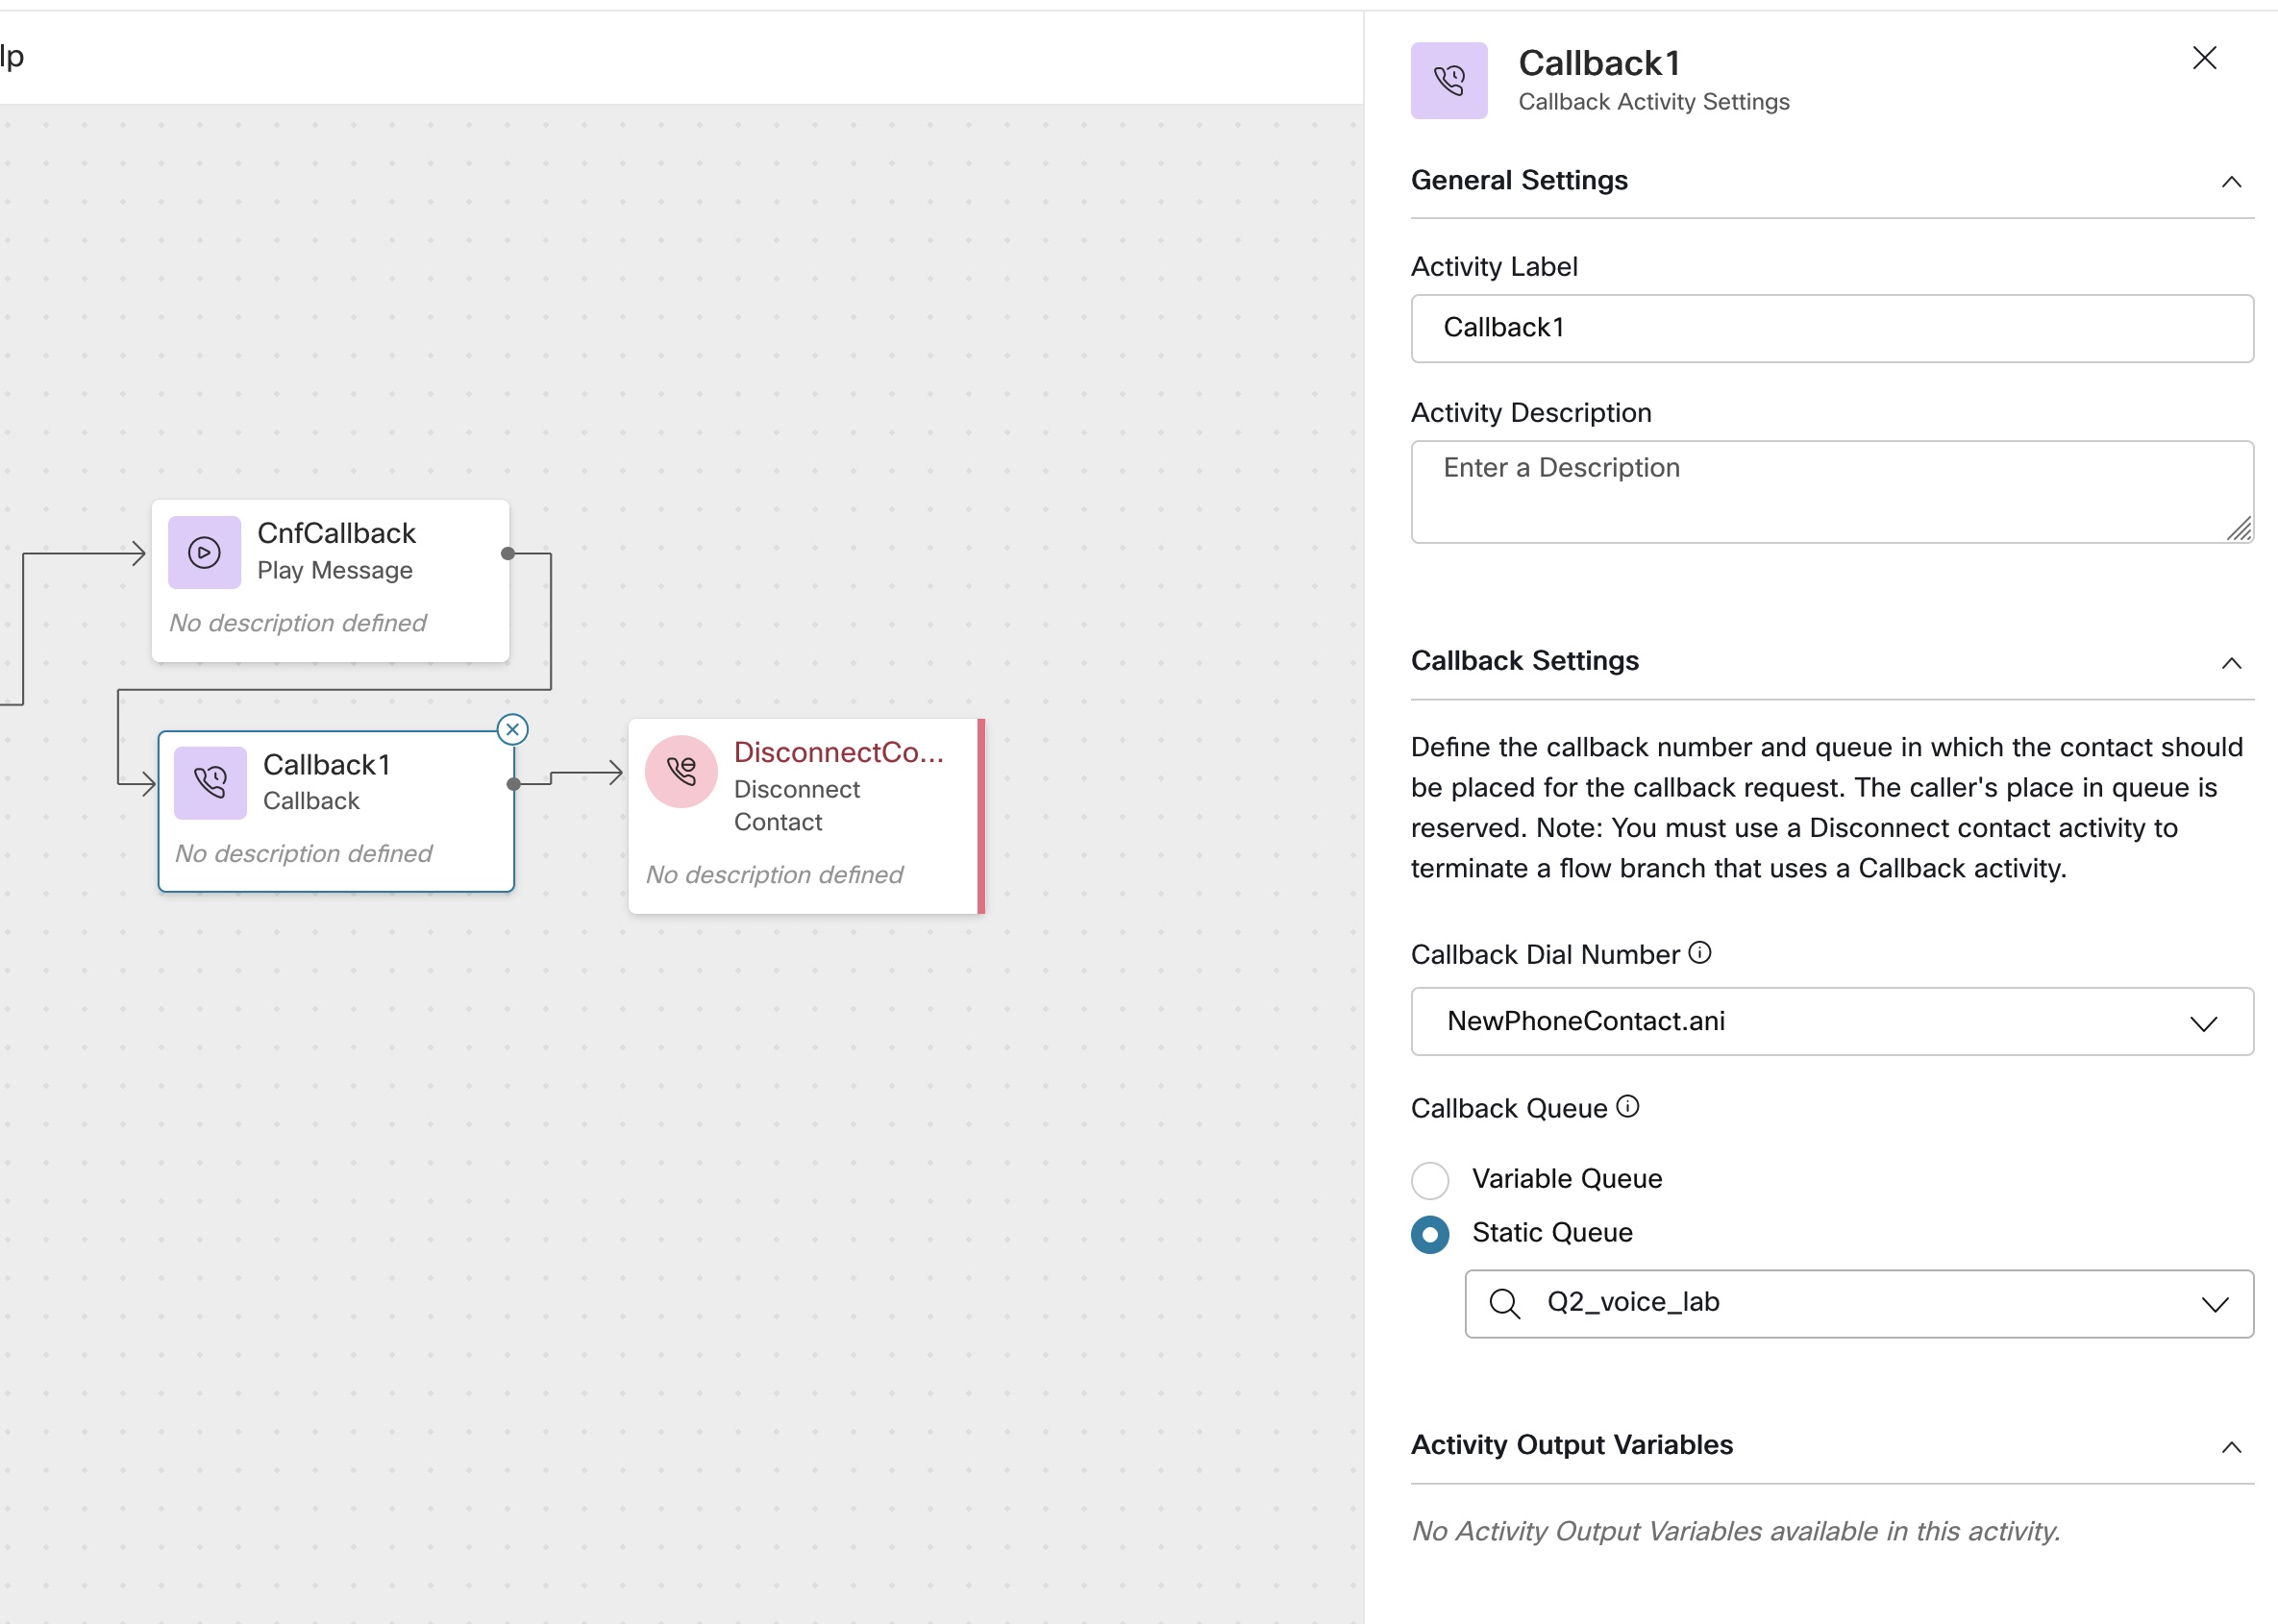 lp
CnfCallback
Play Message
No description defined
Callback1
Callback
No description defined
DisconnectCo...
Disconnect
Contact
No description defined
Callback1
Callback Activity Settings
General Settings
Activity Label
Callback1
Activity Description
Enter a Description
Callback Settings
Define the callback number and queue in which the contact should
be placed for the callback request. The caller's place in queue is
reserved. Note: You must use a Disconnect contact activity to
terminate a flow branch that uses a Callback activity.
Callback Dial Number
NewPhoneContact.ani
Callback Queue
Variable Queue
Static Queue
Q2_voice_lab
Activity Output Variables
No Activity Output Variables available in this activity.